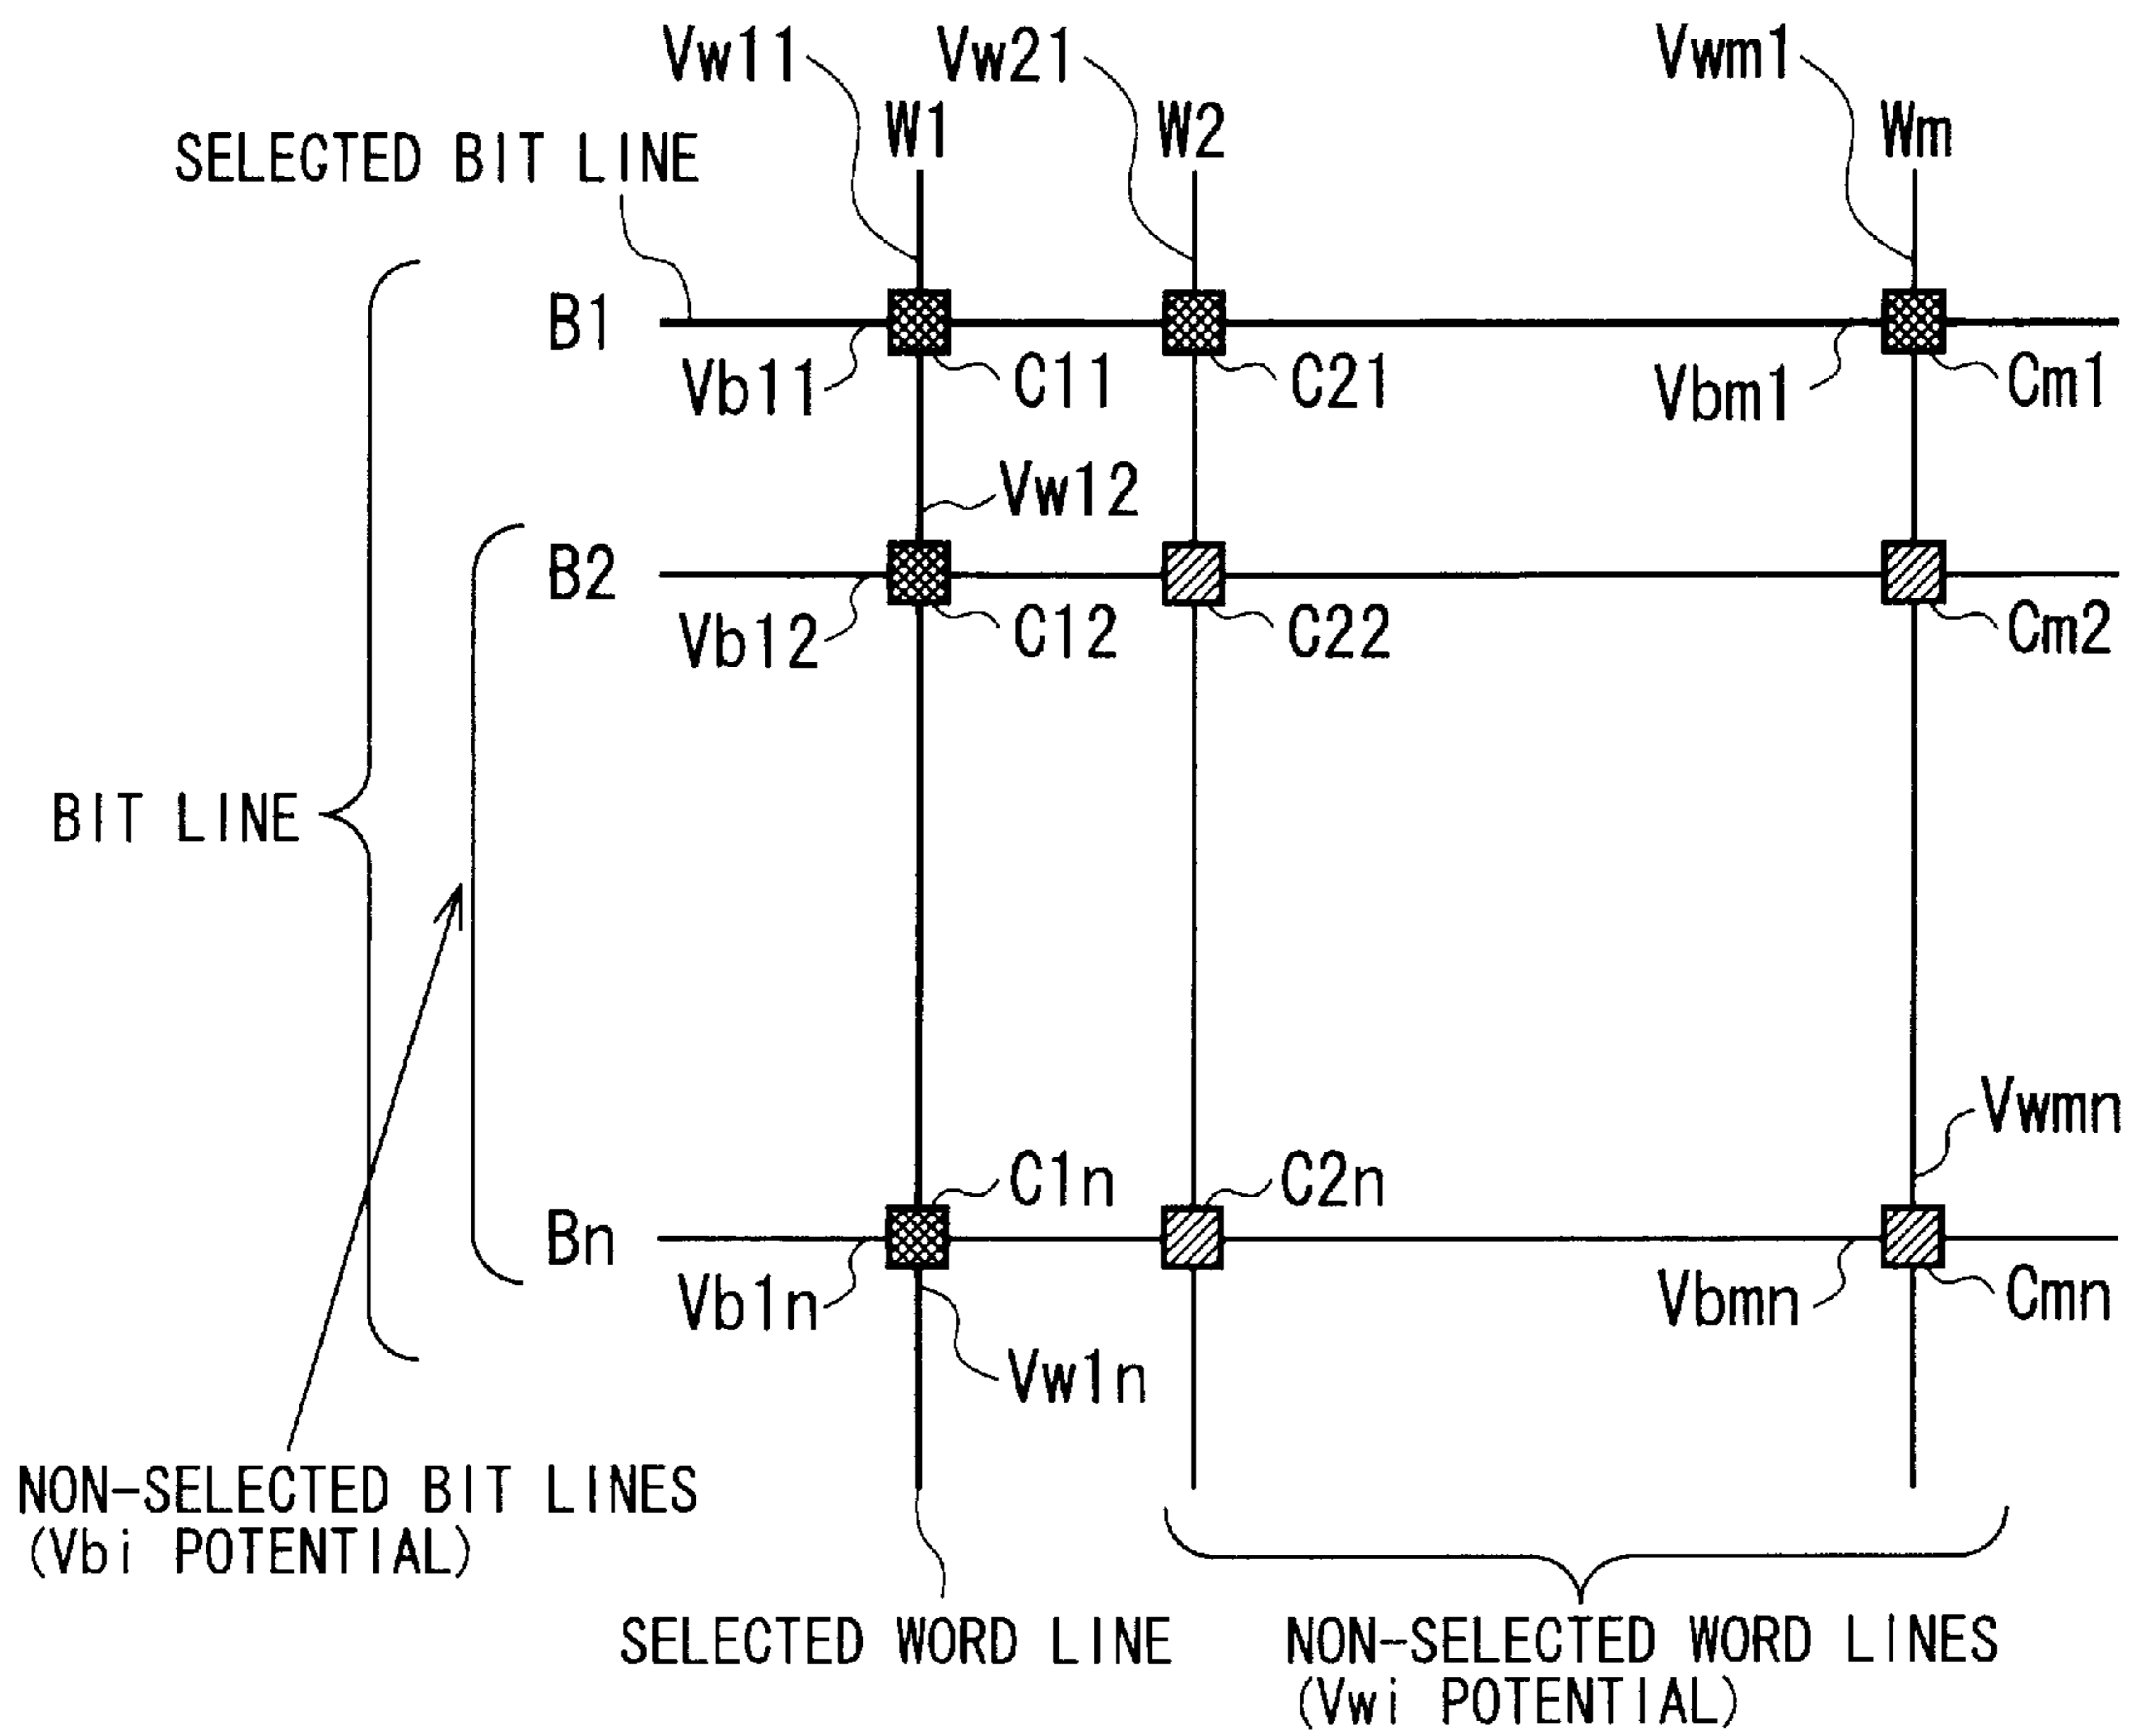 Vw11 Vw21 Vwm1
W1 W2 Wm
SELECTED BIT LINE
B1
Vb11 C11 C21 Vbm1 Cm1
Vw12
B2
Vb12 C12 C22 Cm2
BIT LINE
Vwmn
C1n C2n
Bn
Vb1n Vbmn Cmn
Vw1n
NON-SELECTED BIT LINES
(Vbi POTENTIAL)
SELECTED WORD LINE
NON-SELECTED WORD LINES
(Vwi POTENTIAL)